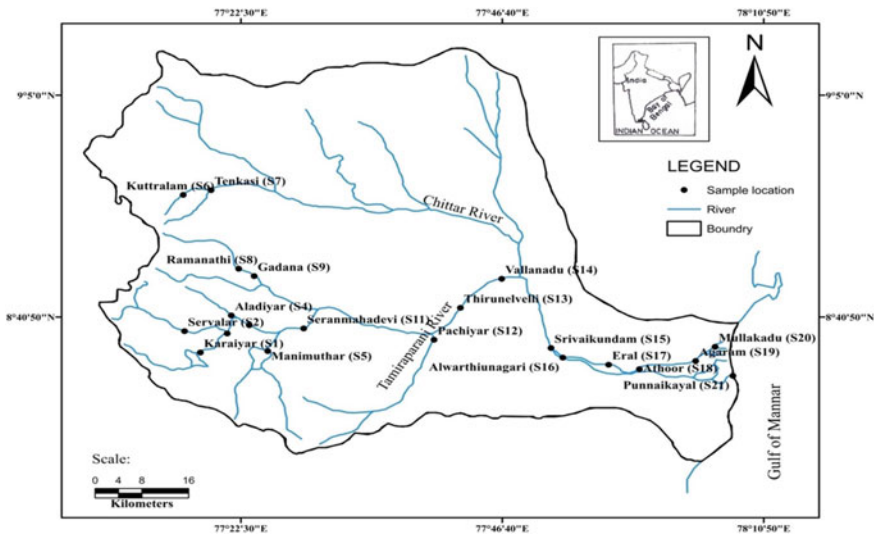 77°22'30"E
77°46'40"E
78°10'50"E
9°5'0"N
9°5'0"N
N
India
Bay of
Bengal
INDIAN OCEAN
LEGEND
Sample location
River
Boundry
Kuttralam (S6)
Tenkasi (S7)
Chittar River
Ramanathi (S8)
Gadana (S9)
Vallanadu (S14)
Aladiyar (S4)
Thirunelvelli (S13)
8°40'50"N
8°40'50"N
Servalar (S2)
Seranmahadevi (S11)
Pachiyar (S12)
Srivaikundam (S15)
Mullakadu (S20)
Karaiyar (S1)
Manimuthar (S5)
Tamiraparani River
Alwarthiunagari (S16)
Eral (S17)
Agaram (S19)
Athoor (S18)
Punnaikayal (S21)
Gulf of Mannar
Scale:
0 4 8 16
Kilometers
77°22'30"E
77°46'40"E
78°10'50"E